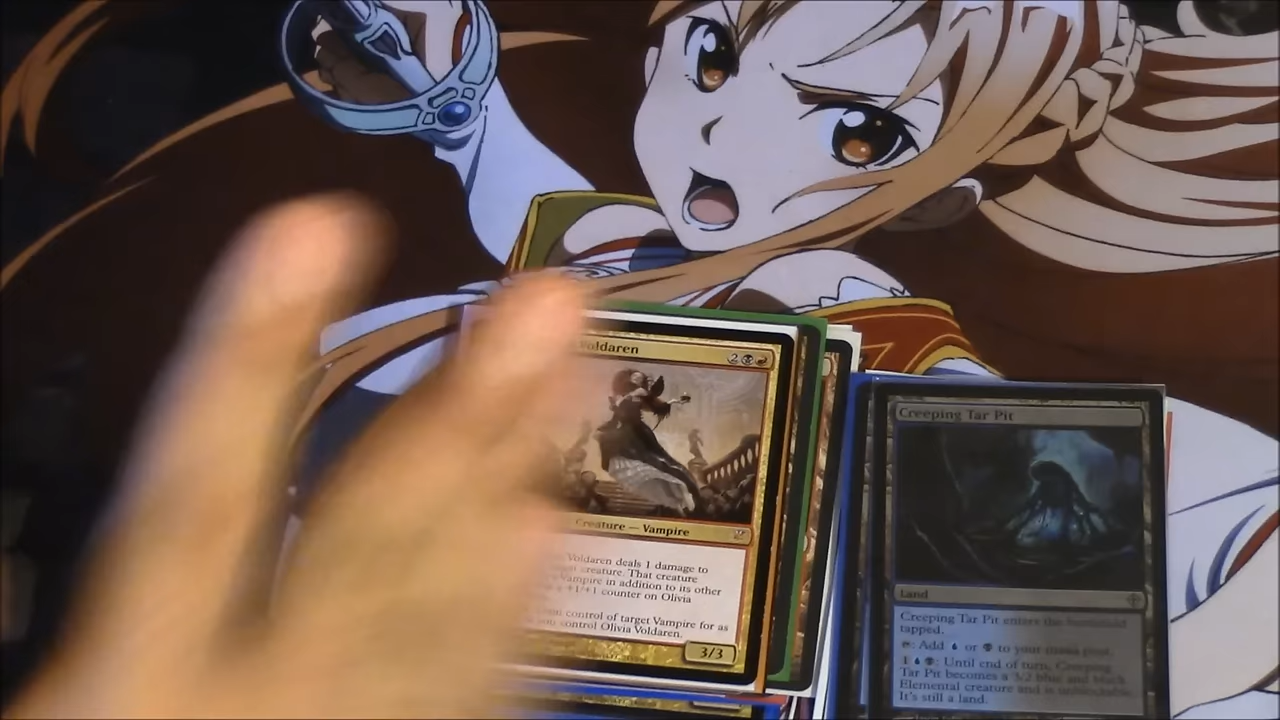 Voldaren
2
Creature — Vampire
Voldaren deals 1 damage to
creature. That creature
Vampire in addition to its other
a +1/+1 counter on Olivia
control of target Vampire for as
you control Olivia Voldaren.
3/3
Creeping Tar Pit
Land
Creeping Tar Pit enters the battlefield
tapped.
: Add or to your mana pool.
1 : Until end of turn, Creeping
Tar Pit becomes a 3/2 blue and black
Elemental creature and is unblockable.
It's still a land.